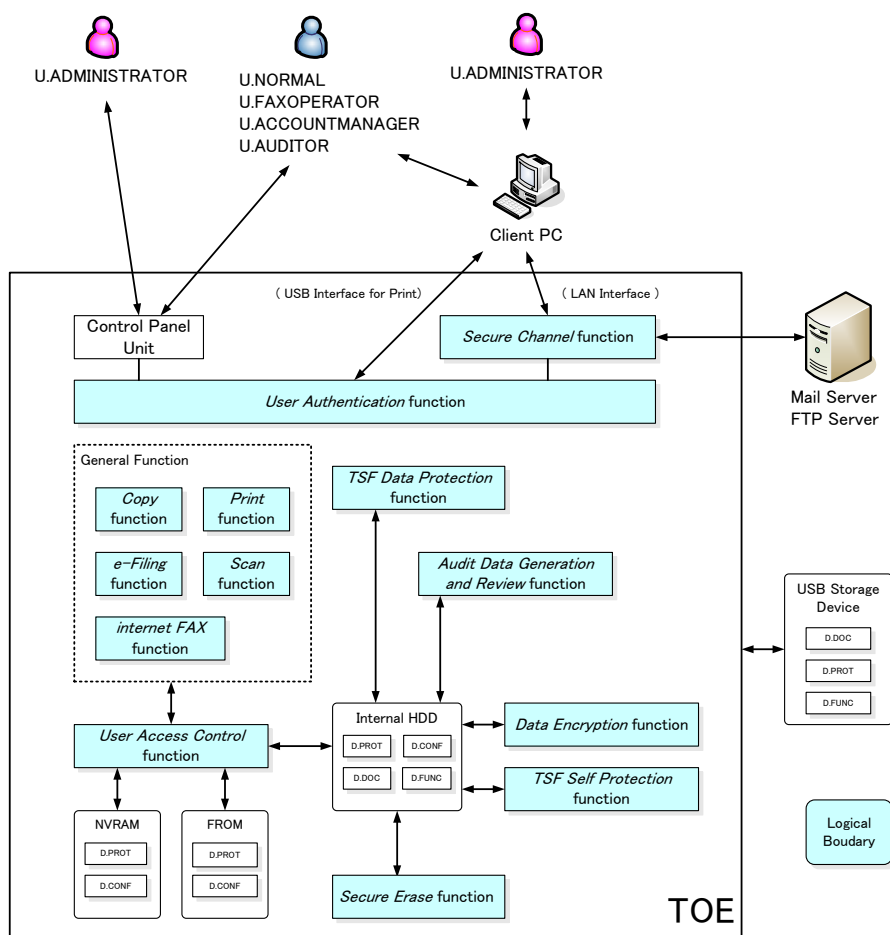 U.ADMINISTRATOR
U.NORMAL
U.FAXOPERATOR
U.ACCOUNTMANAGER
U.AUDITOR
U.ADMINISTRATOR
Client PC
( USB Interface for Print)
( LAN Interface )
Control Panel
Unit
Secure Channel function
Mail Server
FTP Server
User Authentication function
General Function
Copy
function
Print
function
e-Filing
function
Scan
function
internet FAX
function
TSF Data Protection
function
Audit Data Generation
and Review function
USB Storage
Device
D.DOC
D.PROT
D.FUNC
User Access Control
function
Internal HDD
D.PROT
D.CONF
D.DOC
D.FUNC
Data Encryption function
TSF Self Protection
function
NVRAM
D.PROT
D.CONF
FROM
D.PROT
D.CONF
Secure Erase function
Logical
Boudary
TOE